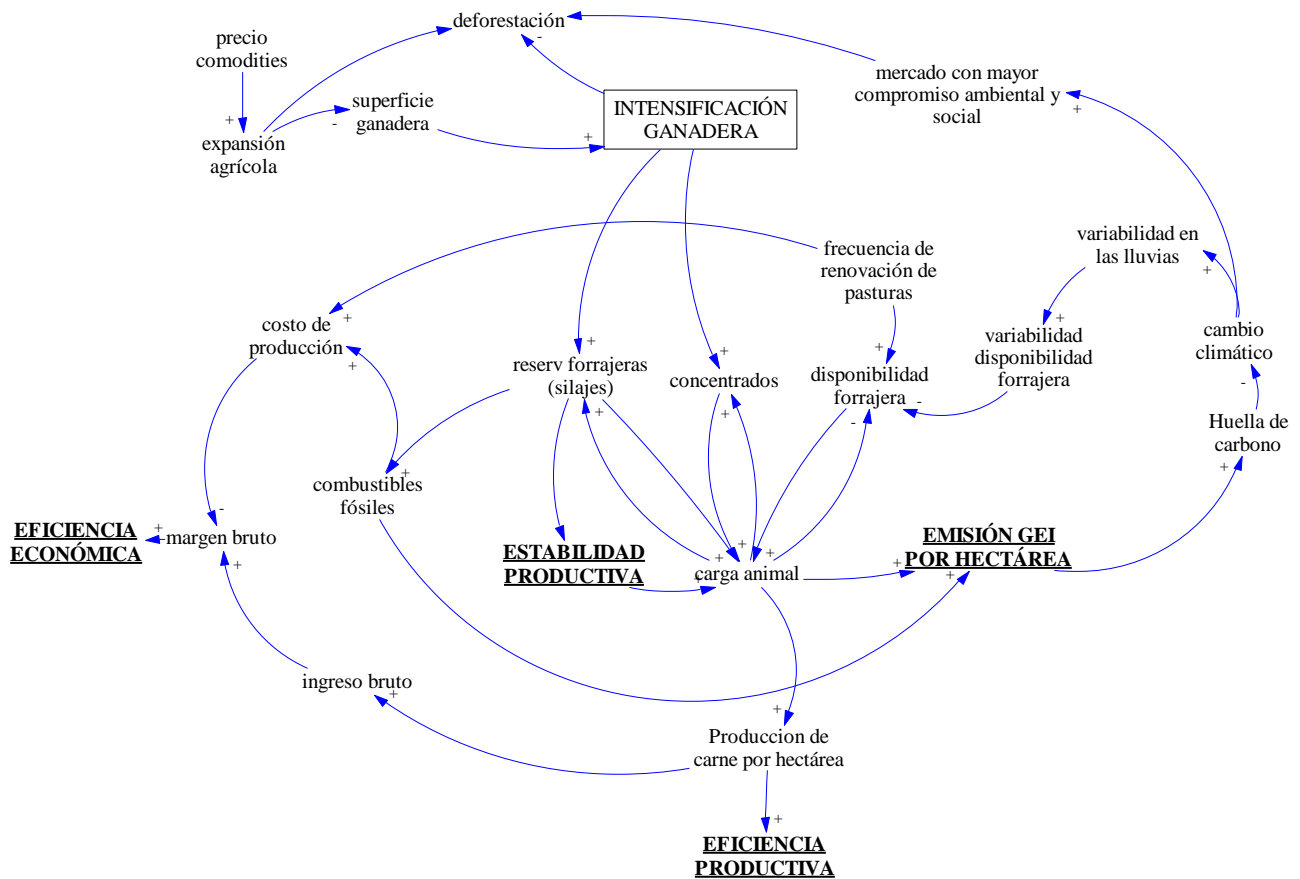 deforestación
precio
comodities
superficie
ganadera
expansión
agrícola
INTENSIFICACIÓN
GANADERA
mercado con mayor
compromiso ambiental y
social
frecuencia de
renovación de
pasturas
variabilidad en
las lluvias
costo de
producción
reserv forrajeras
(silajes)
concentrados
disponibilidad
forrajera
variabilidad
disponibilidad
forrajera
cambio
climático
Huella de
carbono
combustibles
fósiles
EFICIENCIA
ECONÓMICA
margen bruto
ESTABILIDAD
PRODUCTIVA
carga animal
EMISIÓN GEI
POR HECTÁREA
ingreso bruto
Produccion de
carne por hectárea
EFICIENCIA
PRODUCTIVA